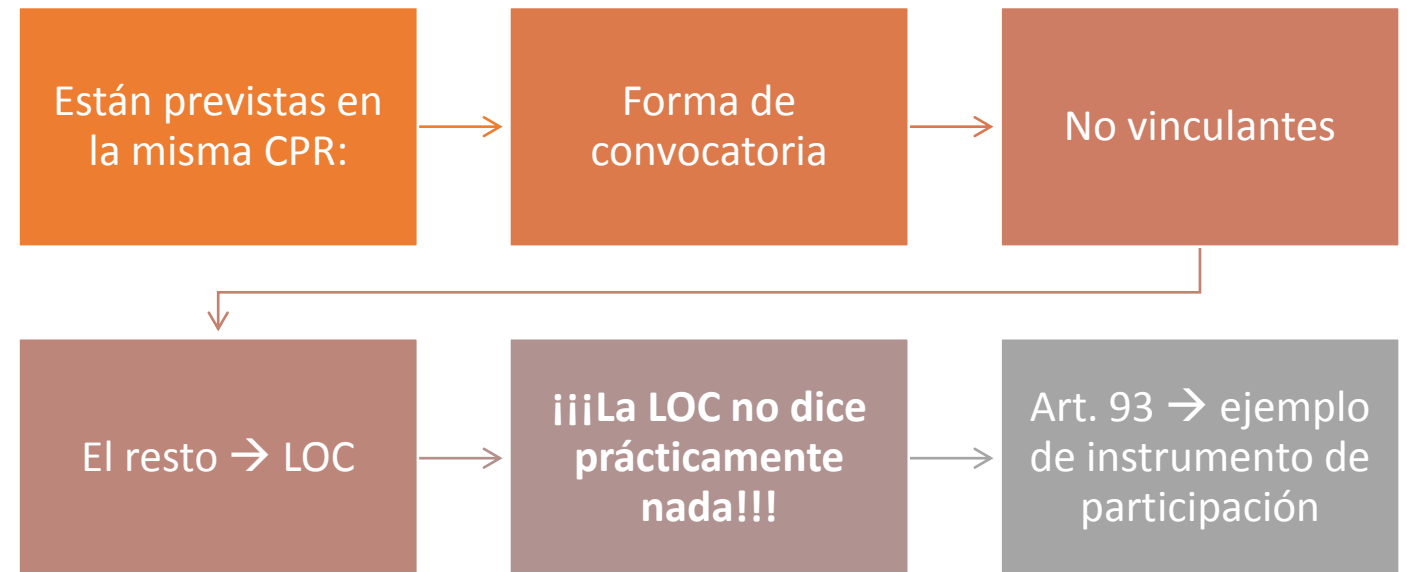 Están previstas en
la misma CPR:
Forma de
convocatoria
No vinculantes
El resto → LOC
¡¡¡La LOC no dice
prácticamente
nada!!!
Art. 93 → ejemplo
de instrumento de
participación